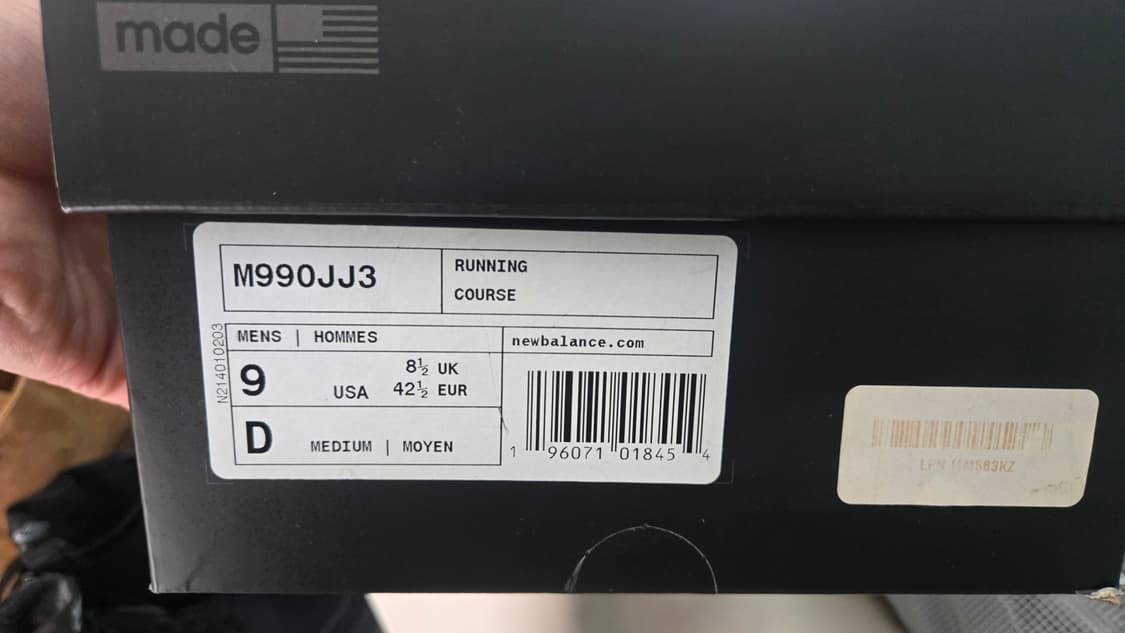 made
M990JJ3
RUNNING
COURSE
MENS | HOMMES
newbalance.com
N214010203
9 USA
8½ UK
42½ EUR
D MEDIUM | MOYEN
1 96071 01845 4
LPN